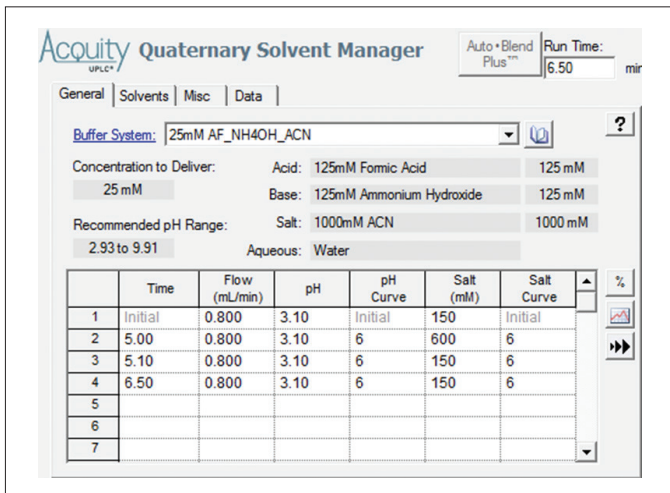 Acquity UPLC® Quaternary Solvent Manager
Auto•Blend Plus™
Run Time:
6.50 min
General Solvents Misc Data
Buffer System: 25mM AF_NH4OH_ACN
?
Concentration to Deliver:
25 mM
Recommended pH Range:
2.93 to 9.91
Acid: 125mM Formic Acid 125 mM
Base: 125mM Ammonium Hydroxide 125 mM
Salt: 1000mM ACN 1000 mM
Aqueous: Water
Time Flow (mL/min) pH pH Curve Salt (mM) Salt Curve
%
1 Initial 0.800 3.10 Initial 150 Initial
2 5.00 0.800 3.10 6 600 6
3 5.10 0.800 3.10 6 150 6
4 6.50 0.800 3.10 6 150 6
5
6
7